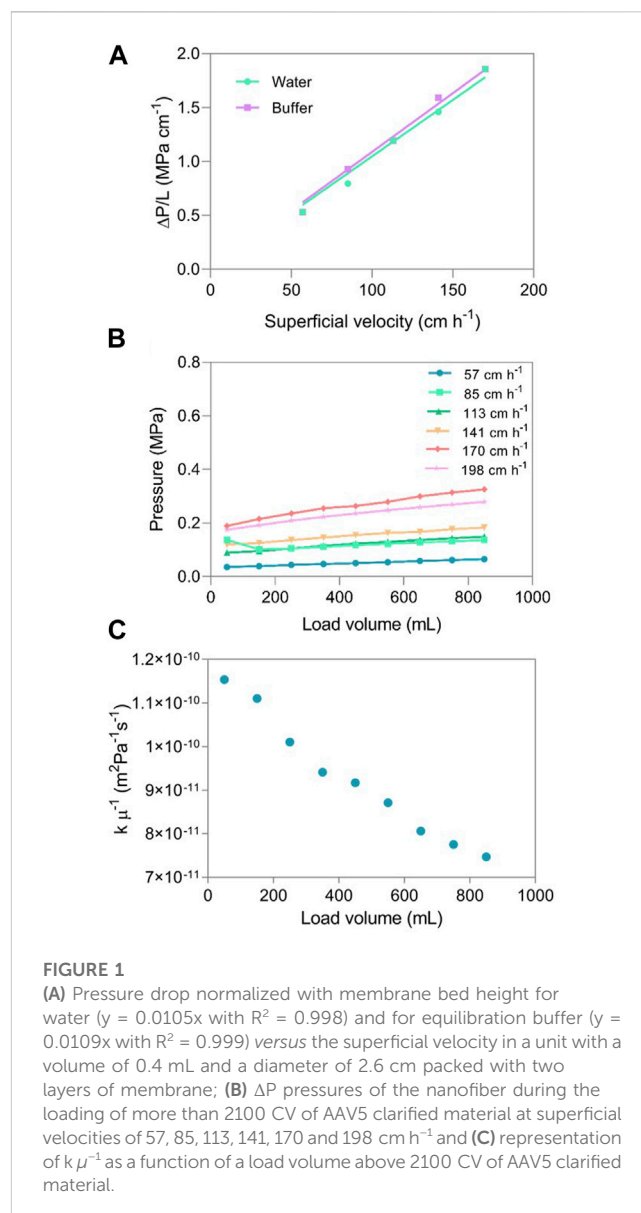 A
2.0
1.5
1.0
0.5
0.0
ΔP/L (MPa cm⁻¹)
Water
Buffer
0 50 100 150 200
Superficial velocity (cm h⁻¹)
B
0.8
0.6
0.4
0.2
0.0
Pressure (MPa)
57 cm h⁻¹
85 cm h⁻¹
113 cm h⁻¹
141 cm h⁻¹
170 cm h⁻¹
198 cm h⁻¹
0 200 400 600 800 1000
Load volume (mL)
C
1.2×10⁻¹⁰
1.1×10⁻¹⁰
1×10⁻¹⁰
9×10⁻¹¹
8×10⁻¹¹
7×10⁻¹¹
k μ⁻¹ (m²Pa⁻¹s⁻¹)
0 200 400 600 800 1000
Load volume (mL)
FIGURE 1
(A) Pressure drop normalized with membrane bed height for
water (y = 0.0105x with R² = 0.998) and for equilibration buffer (y =
0.0109x with R² = 0.999) versus the superficial velocity in a unit with a
volume of 0.4 mL and a diameter of 2.6 cm packed with two
layers of membrane; (B) ΔP pressures of the nanofiber during the
loading of more than 2100 CV of AAV5 clarified material at superficial
velocities of 57, 85, 113, 141, 170 and 198 cm h⁻¹ and (C) representation
of k μ⁻¹ as a function of a load volume above 2100 CV of AAV5 clarified
material.